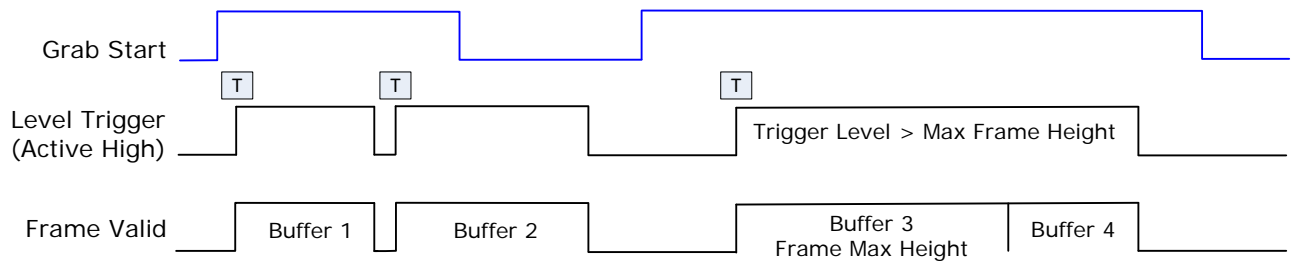 Grab Start
T T T
Level Trigger
(Active High)
Trigger Level > Max Frame Height
Frame Valid
Buffer 1
Buffer 2
Buffer 3
Frame Max Height
Buffer 4